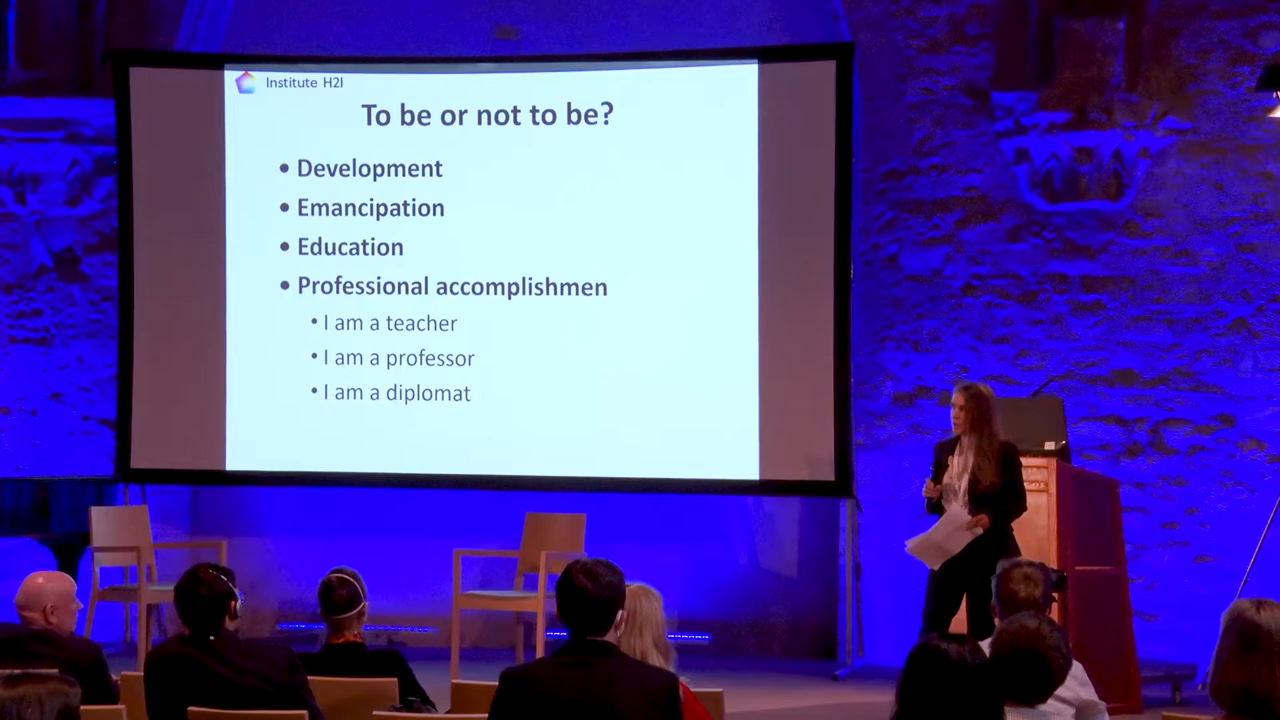 Institute H2I
To be or not to be?
• Development
• Emancipation
• Education
• Professional accomplishmen
• I am a teacher
• I am a professor
• I am a diplomat